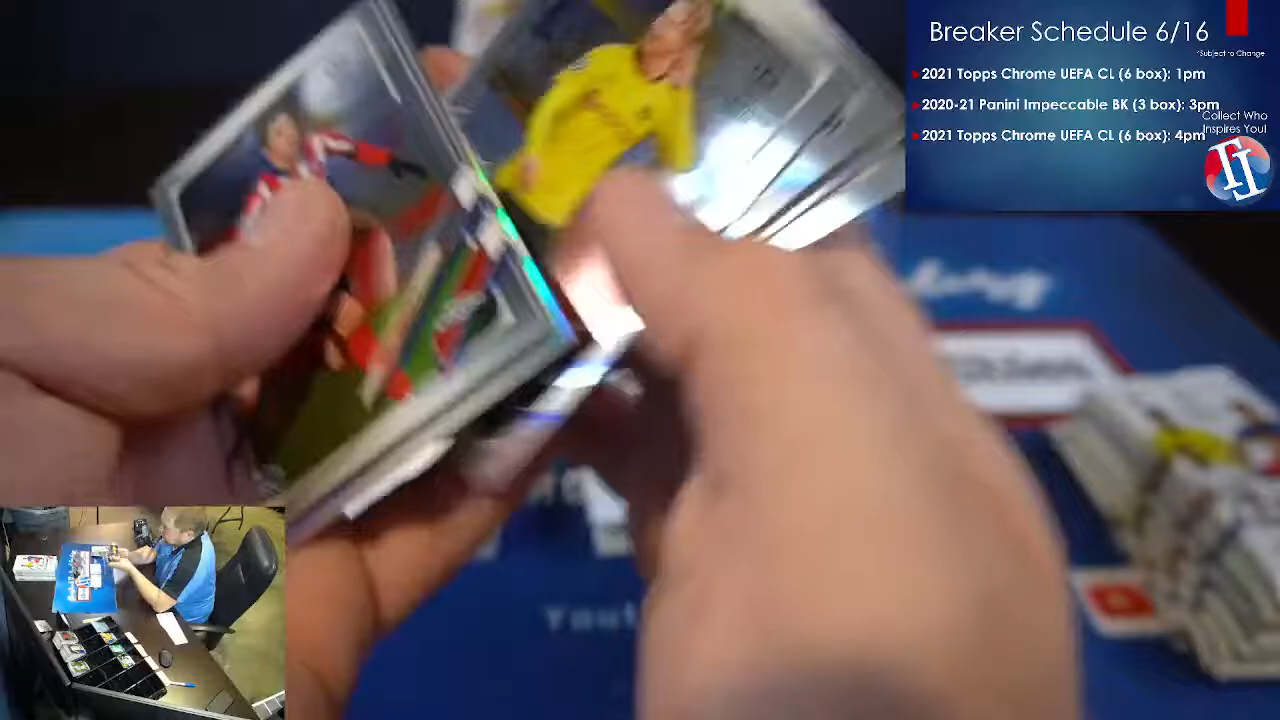 Breaker Schedule 6/16
*Subject to Change
2021 Topps Chrome UEFA CL (6 box): 1pm
2020-21 Panini Impeccable BK (3 box): 3pm
2021 Topps Chrome UEFA CL (6 box): 4pm
Collect Who
Inspires You!